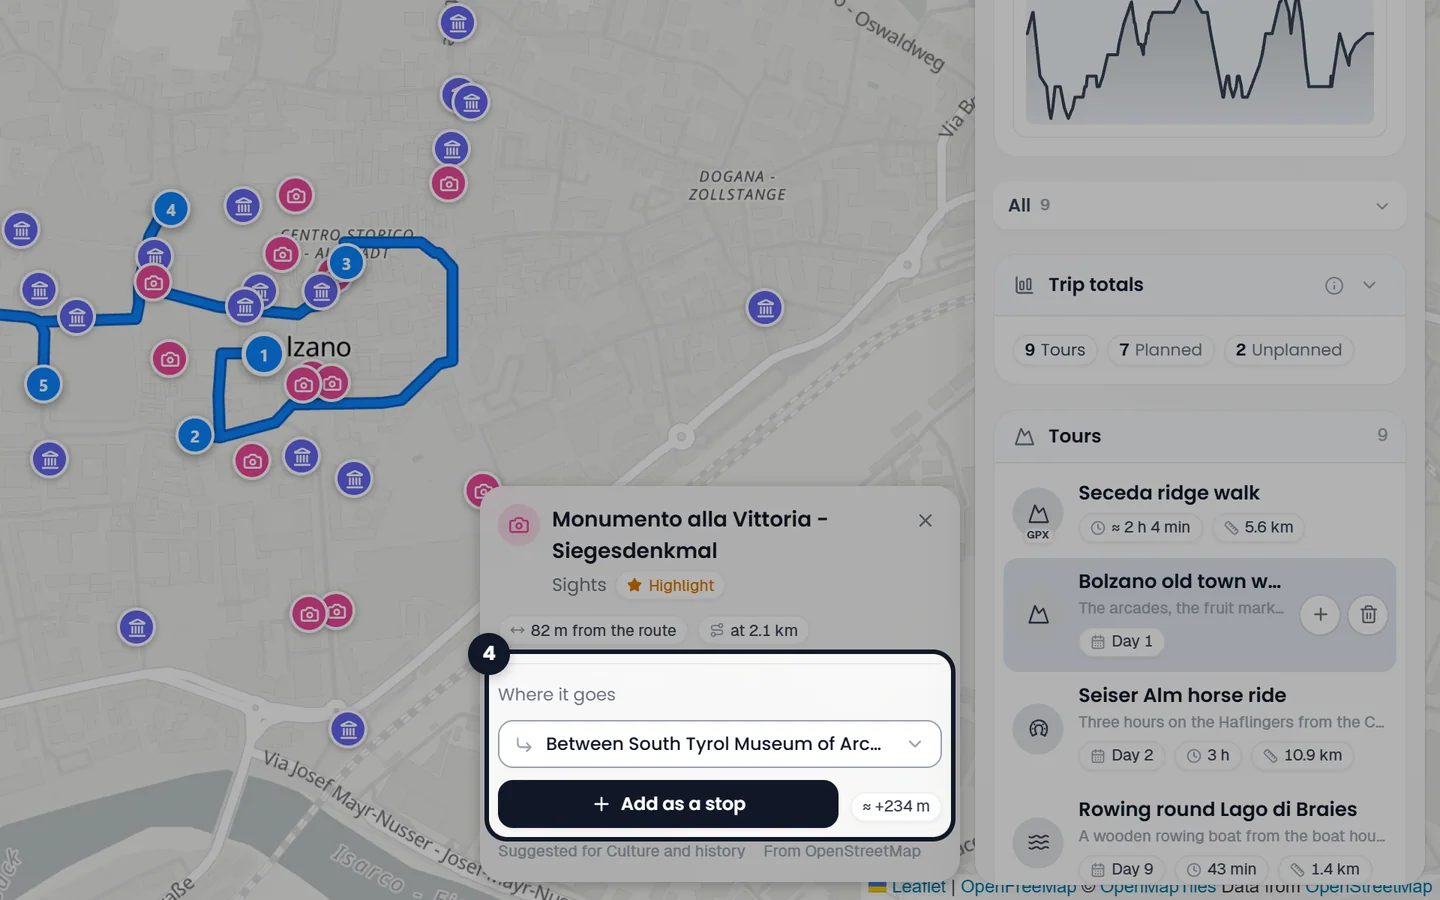 - Oswaldweg
Via B
DOGANA -
ZOLLSTANGE
4
CENTRO STORICO
3
lzano
1
5
2
Monumento alla Vittoria -
Siegesdenkmal
Sights
Highlight
82 m from the route
at 2.1 km
4
Where it goes
Between South Tyrol Museum of Arc...
+ Add as a stop
≈ +234 m
Suggested for Culture and history
From OpenStreetMap
Via Josef-Mayr-Nusser - Josef-Mayr-Nus
Isarco - Ei
aße
All 9
Trip totals
9 Tours
7 Planned
2 Unplanned
Tours
9
Seceda ridge walk
GPX
≈ 2 h 4 min
5.6 km
Bolzano old town w...
The arcades, the fruit mark...
Day 1
Seiser Alm horse ride
Three hours on the Haflingers from the C...
Day 2
3 h
10.9 km
Rowing round Lago di Braies
A wooden rowing boat from the boat hou...
Day 9
43 min
1.4 km
Leaflet | OpenFreeMap © OpenMapTiles Data from OpenStreetMap